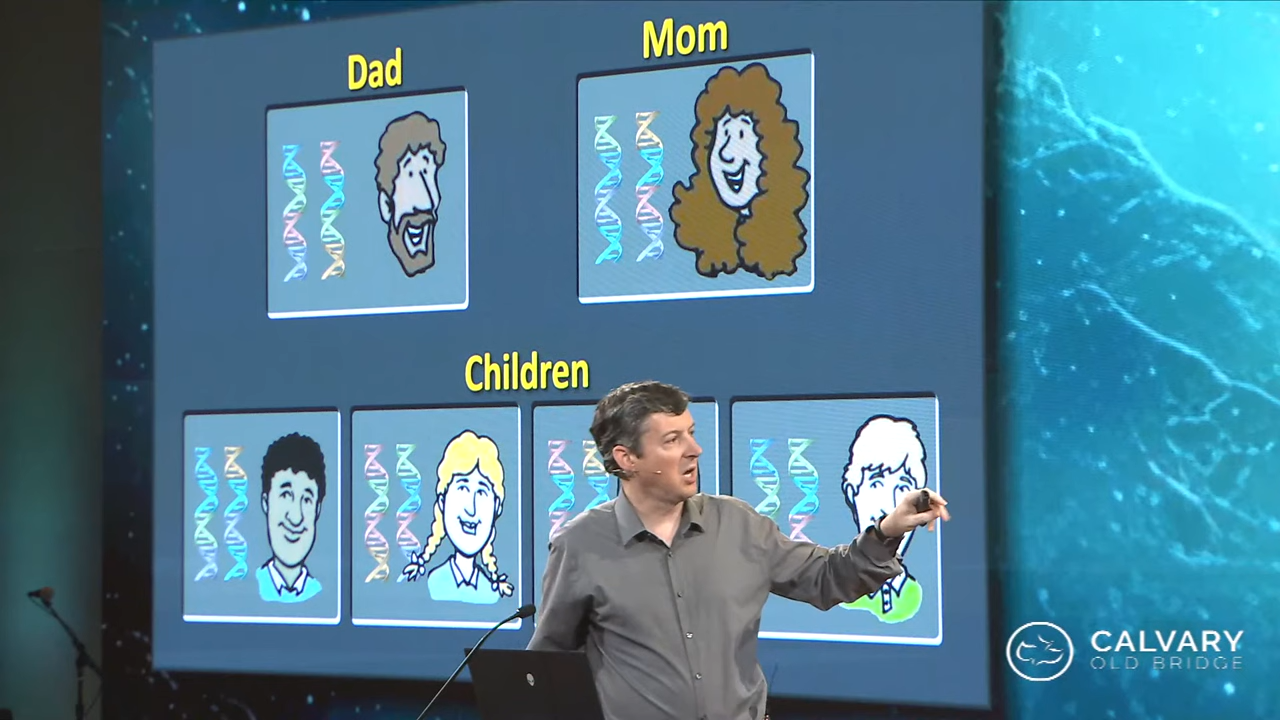 Dad
Mom
Children
CALVARY
OLD BRIDGE